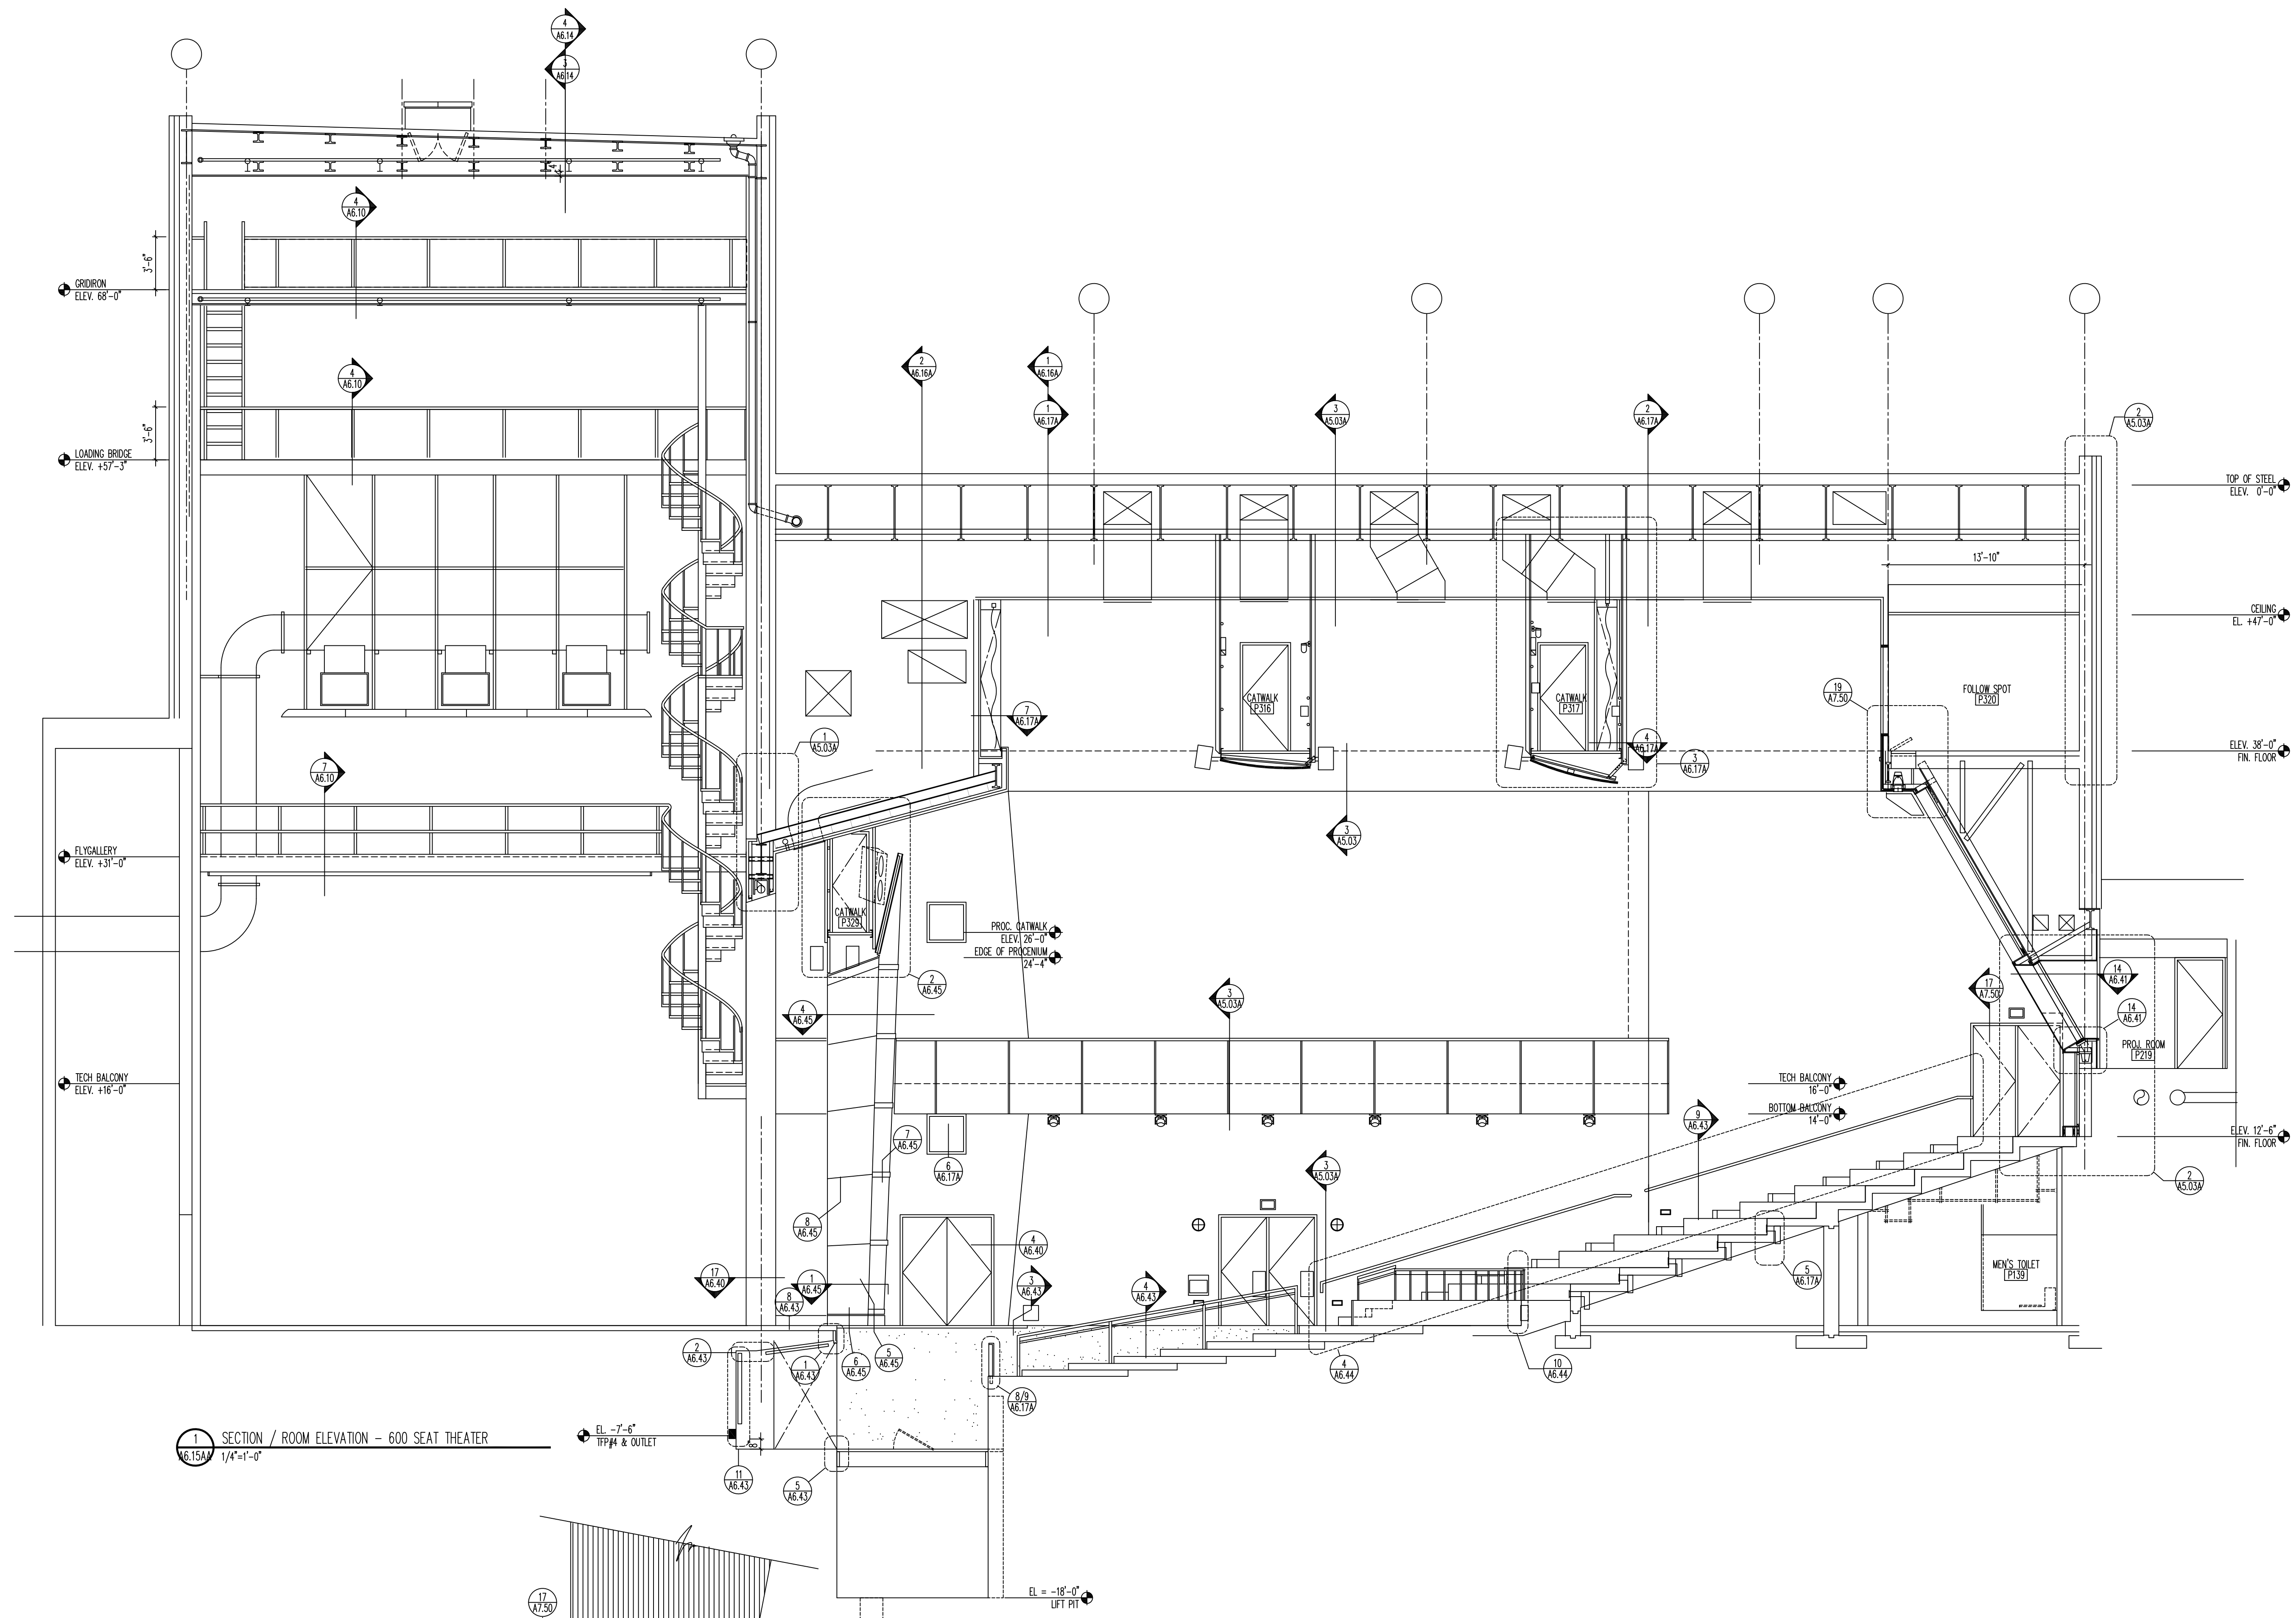 4
A6.14
3
A6.14
4
A6.10
3'-6"
GRIDIRON
ELEV. 68'-0"
4
A6.10
3'-6"
LOADING BRIDGE
ELEV. +57'-3"
2
A6.16A
1
A6.16A
1
A6.17A
3
A5.03A
2
A6.17A
2
A5.03A
TOP OF STEEL
ELEV. 0'-0"
13'-10"
CEILING
EL. +47'-0"
CATWALK
P316
CATWALK
P317
FOLLOW SPOT
P320
19
A7.50
7
A6.17A
4
A6.17A
3
A6.17A
ELEV. 38'-0"
FIN. FLOOR
1
A5.03A
7
A6.10
3
A5.03
FLYGALLERY
ELEV. +31'-0"
CATWALK
P329
PROC. CATWALK
ELEV. 26'-0"
EDGE OF PROCENIUM
24'-4"
2
A6.45
3
A5.03A
4
A6.45
17
A7.50
14
A6.41
14
A6.41
PROJ. ROOM
P219
TECH BALCONY
ELEV. +16'-0"
TECH BALCONY
16'-0"
BOTTOM BALCONY
14'-0"
9
A6.43
ELEV. 12'-6"
FIN. FLOOR
7
A6.45
6
A6.17A
3
A5.03A
2
A5.03A
8
A6.45
4
A6.40
17
A6.40
1
A6.45
8
A6.43
3
A6.43
4
A6.43
5
A6.17A
MEN'S TOILET
P139
2
A6.43
1
A6.43
6
A6.45
5
A6.45
4
A6.44
10
A6.44
8/9
A6.17A
1
A6.15AA
SECTION / ROOM ELEVATION - 600 SEAT THEATER
1/4"=1'-0"
EL. -7'-6"
TFP#4 & OUTLET
8"
11
A6.43
5
A6.43
EL = -18'-0"
LIFT PIT
17
A7.50